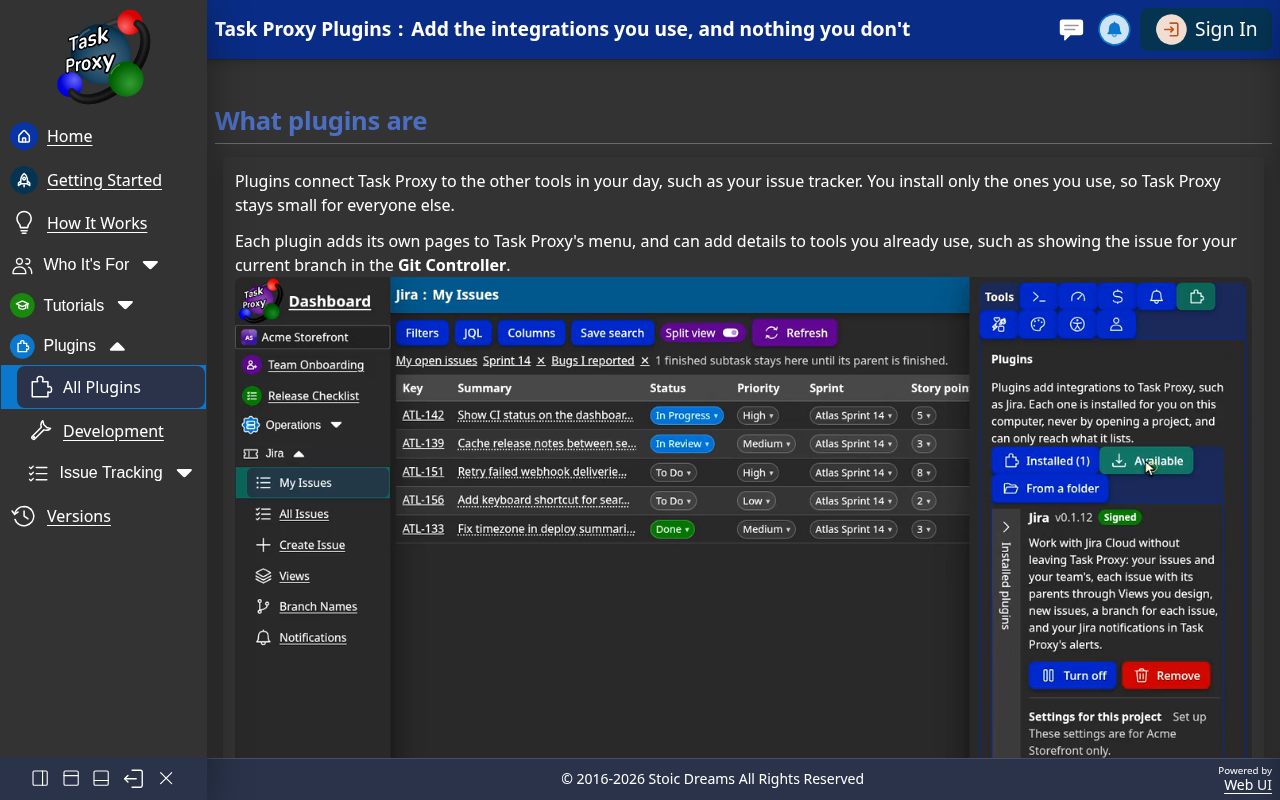 Task Proxy
Task Proxy Plugins : Add the integrations you use, and nothing you don't
Sign In
Home
Getting Started
How It Works
Who It's For
Tutorials
Plugins
All Plugins
Development
Issue Tracking
Versions
What plugins are
Plugins connect Task Proxy to the other tools in your day, such as your issue tracker. You install only the ones you use, so Task Proxy
stays small for everyone else.
Each plugin adds its own pages to Task Proxy's menu, and can add details to tools you already use, such as showing the issue for your
current branch in the Git Controller.
Task Proxy
Dashboard
AS Acme Storefront
Team Onboarding
Release Checklist
Operations
Jira
My Issues
All Issues
Create Issue
Views
Branch Names
Notifications
Jira : My Issues
Filters JQL Columns Save search Split view Refresh
My open issues Sprint 14 × Bugs I reported × 1 finished subtask stays here until its parent is finished.
Key Summary Status Priority Sprint Story poin
ATL-142 Show CI status on the dashboar... In Progress High Atlas Sprint 14 5
ATL-139 Cache release notes between se... In Review Medium Atlas Sprint 14 3
ATL-151 Retry failed webhook deliverie... To Do High Atlas Sprint 14 8
ATL-156 Add keyboard shortcut for sear... To Do Low Atlas Sprint 14 2
ATL-133 Fix timezone in deploy summari... Done Medium Atlas Sprint 14 3
Tools
Plugins
Plugins add integrations to Task Proxy, such
as Jira. Each one is installed for you on this
computer, never by opening a project, and
can only reach what it lists.
Installed (1) Available
From a folder
Installed plugins
Jira v0.1.12 Signed
Work with Jira Cloud without
leaving Task Proxy: your issues and
your team's, each issue with its
parents through Views you design,
new issues, a branch for each issue,
and your Jira notifications in Task
Proxy's alerts.
Turn off Remove
Settings for this project Set up
These settings are for Acme
Storefront only.
© 2016-2026 Stoic Dreams All Rights Reserved
Powered by
Web UI